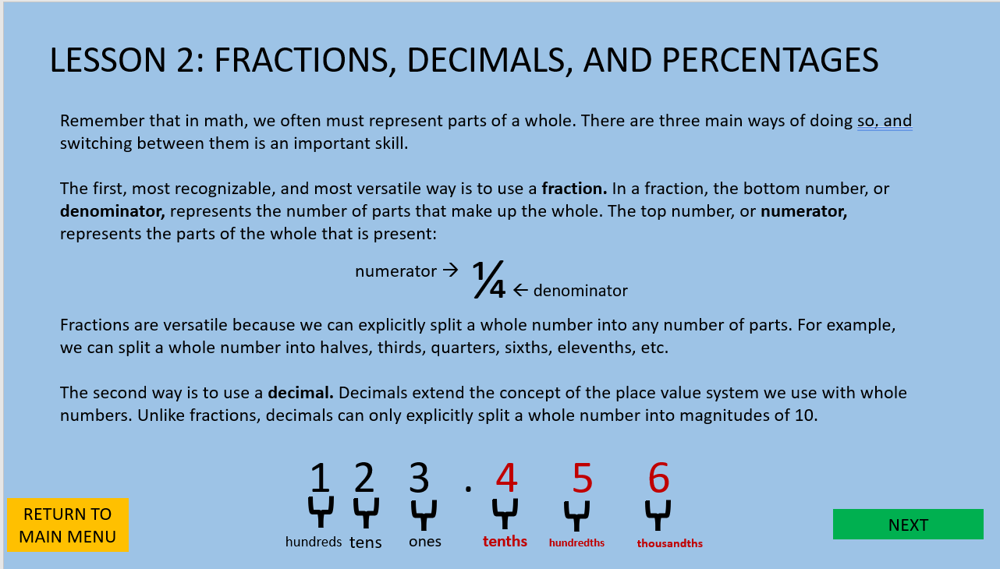 LESSON 2: FRACTIONS, DECIMALS, AND PERCENTAGES
Remember that in math, we often must represent parts of a whole. There are three main ways of doing so, and
switching between them is an important skill.
The first, most recognizable, and most versatile way is to use a fraction. In a fraction, the bottom number, or
denominator, represents the number of parts that make up the whole. The top number, or numerator,
represents the parts of the whole that is present:
numerator → ¼ ← denominator
Fractions are versatile because we can explicitly split a whole number into any number of parts. For example,
we can split a whole number into halves, thirds, quarters, sixths, elevenths, etc.
The second way is to use a decimal. Decimals extend the concept of the place value system we use with whole
numbers. Unlike fractions, decimals can only explicitly split a whole number into magnitudes of 10.
1 2 3 . 4 5 6
hundreds tens ones tenths hundredths thousandths
RETURN TO
MAIN MENU
NEXT